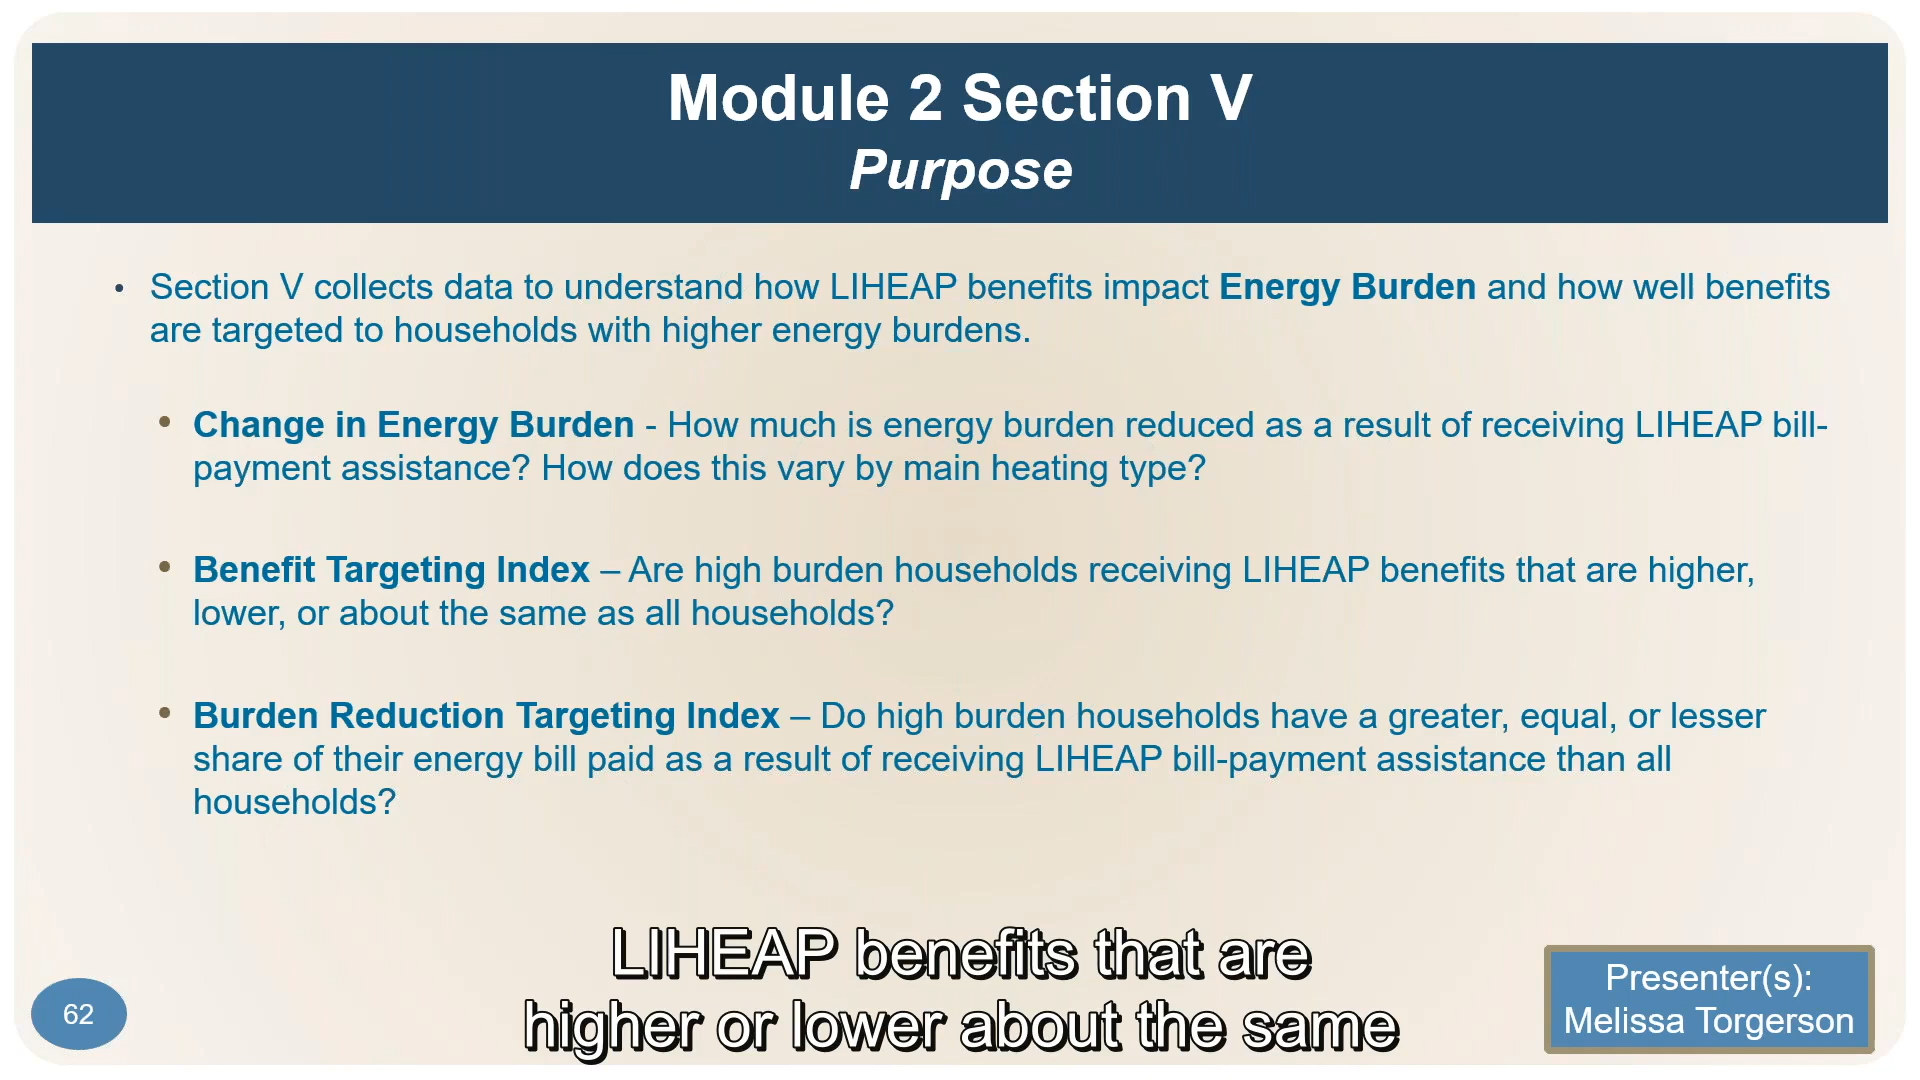 Module 2 Section V
Purpose
• Section V collects data to understand how LIHEAP benefits impact Energy Burden and how well benefits
are targeted to households with higher energy burdens.
• Change in Energy Burden - How much is energy burden reduced as a result of receiving LIHEAP bill-
payment assistance? How does this vary by main heating type?
• Benefit Targeting Index – Are high burden households receiving LIHEAP benefits that are higher,
lower, or about the same as all households?
• Burden Reduction Targeting Index – Do high burden households have a greater, equal, or lesser
share of their energy bill paid as a result of receiving LIHEAP bill-payment assistance than all
households?
LIHEAP benefits that are
higher or lower about the same
62
Presenter(s):
Melissa Torgerson